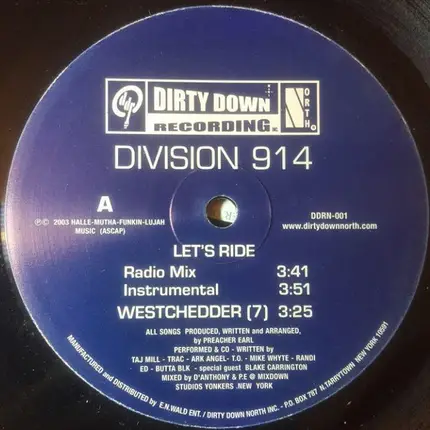 DIRTY DOWN
RECORDING.
NORTH.
DIVISION 914
A
DDRN-001
www.dirtydownnorth.com
℗© 2003 HALLE-MUTHA-FUNKIN-LUJAH
MUSIC (ASCAP)
LET'S RIDE
Radio Mix 3:41
Instrumental 3:51
WESTCHEDDER (7) 3:25
ALL SONGS PRODUCED, WRITTEN and ARRANGED,
by PREACHER EARL
PERFORMED & CO - WRITTEN by
TAJ MILL - TRAC - ARK ANGEL- T.O. - MIKE WHYTE - RANDI
ED - BUTTA BLK - special guest BLAKE CARRINGTON
MIXED by D'ANTHONY & P.E @ MIXDOWN
STUDIOS YONKERS .NEW YORK
MANUFACTURED and DISTRIBUTED by E.N.WALD ENT. / DIRTY DOWN NORTH INC. - P.O. BOX 787 N.TARRYTOWN. NEW YORK 10591